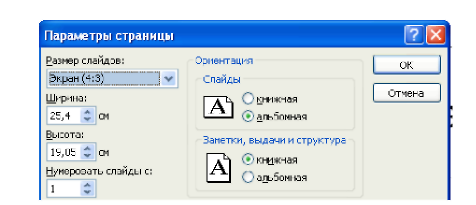 Параметры страницы
Размер слайдов:
Экран (4:3)
Ширина:
25,4 см
Высота:
19,05 см
Нумеровать слайды с:
1
Ориентация
Слайды
A
книжная
альбомная
Заметки, выдачи и структура
A
книжная
альбомная
ОК
Отмена